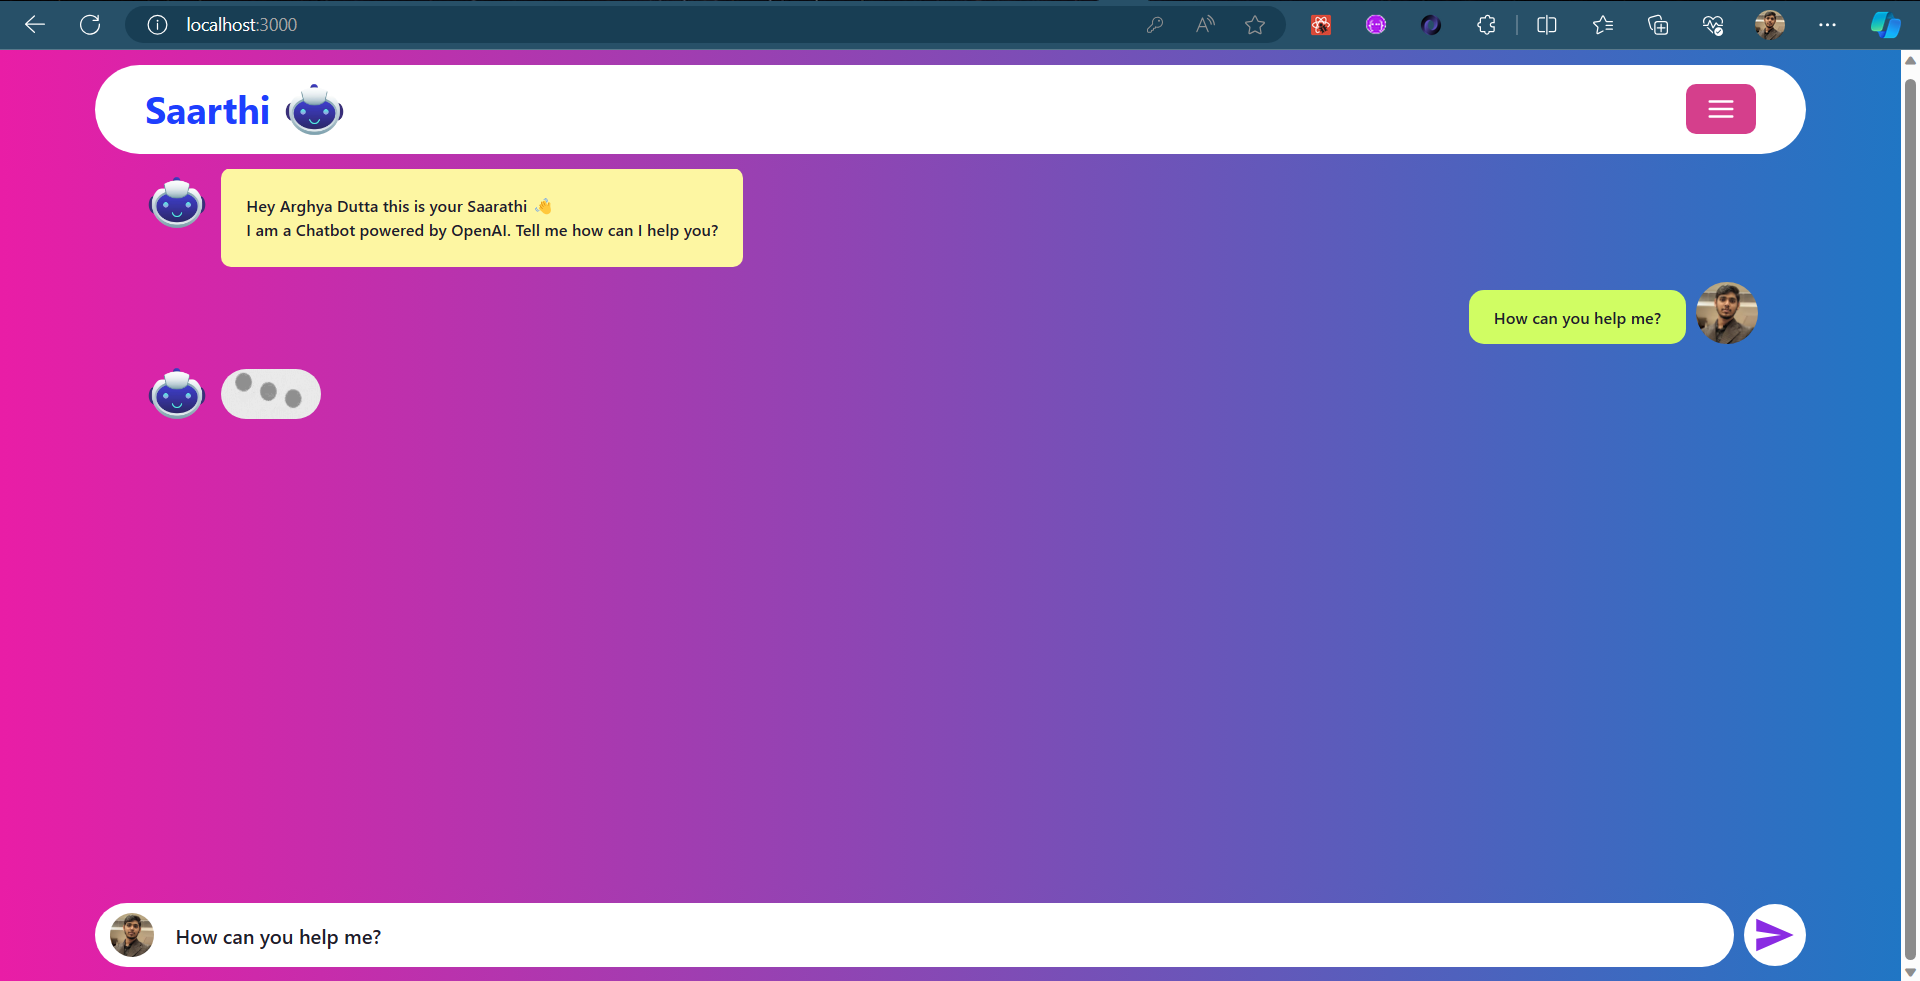 localhost:3000
Saarthi
Hey Arghya Dutta this is your Saarathi 👋
I am a Chatbot powered by OpenAI. Tell me how can I help you?
How can you help me?
How can you help me?